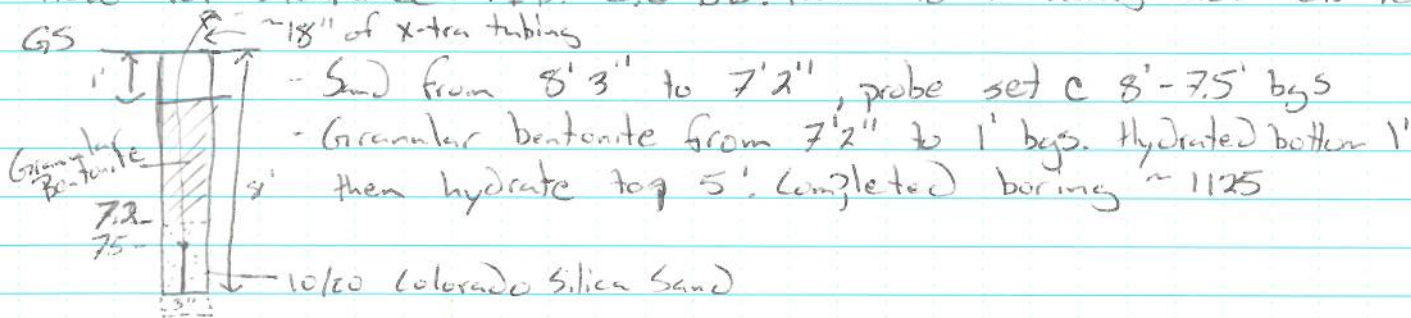 GS ~18" of x-tra tubing
1'
- Sand from 8' 3" to 7' 2", probe set @ 8' - 7.5' bgs
- Granular bentonite from 7' 2" to 1' bgs. Hydrated bottom 1'
then hydrate top 5'. Completed boring ~ 1125
Granular
Bentonite
8'
7.2-
75-
10/20 Colorado Silica Sand
3"